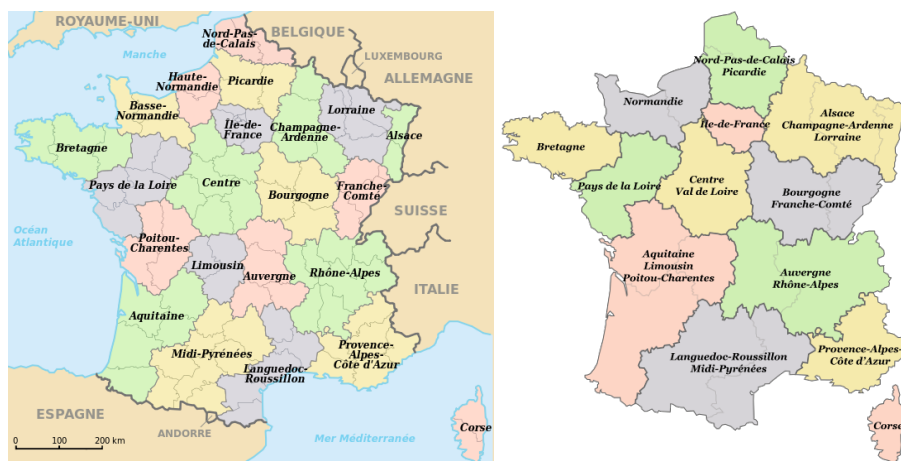 ROYAUME-UNI
Manche
BELGIQUE
LUXEMBOURG
ALLEMAGNE
Nord-Pas-
de-Calais
Haute-
Normandie
Picardie
Basse-
Normandie
Ile-de-
France
Champagne-
Ardenne
Lorraine
Alsace
Bretagne
Pays de la Loire
Centre
Bourgogne
Franche-
Comté
SUISSE
Océan
Atlantique
Poitou-
Charentes
Limousin
Auvergne
Rhône-Alpes
ITALIE
Aquitaine
Midi-Pyrénées
Languedoc-
Roussillon
Provence-
Alpes-
Côte d'Azur
ESPAGNE
ANDORRE
Mer Méditerranée
Corse
0 100 200 km
Nord-Pas-de-Calais
Picardie
Normandie
Île-de-France
Alsace
Champagne-Ardenne
Lorraine
Bretagne
Pays de la Loire
Centre
Val de Loire
Bourgogne
Franche-Comté
Aquitaine
Limousin
Poitou-Charentes
Auvergne
Rhône-Alpes
Languedoc-Roussillon
Midi-Pyrénées
Provence-Alpes-
Côte d'Azur
Corse